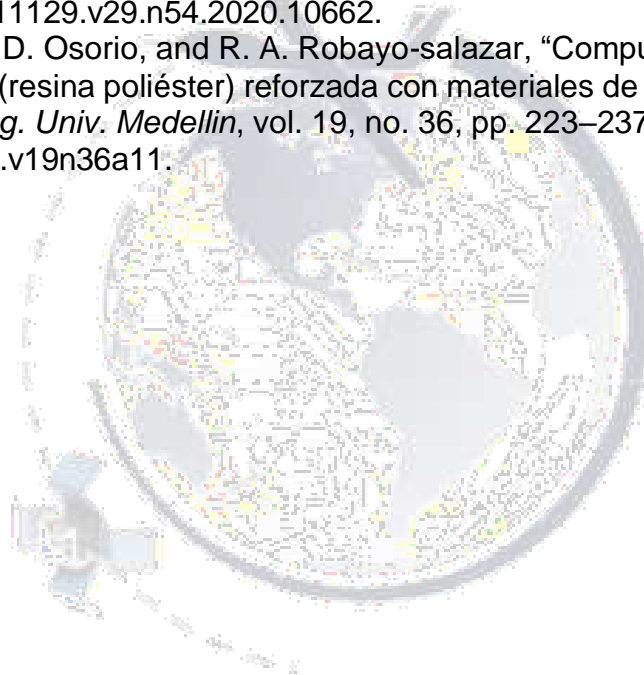 11129.v29.n54.2020.10662.
D. Osorio, and R. A. Robayo-salazar, “Compu
(resina poliéster) reforzada con materiales de
g. Univ. Medellin, vol. 19, no. 36, pp. 223–237
.v19n36a11.